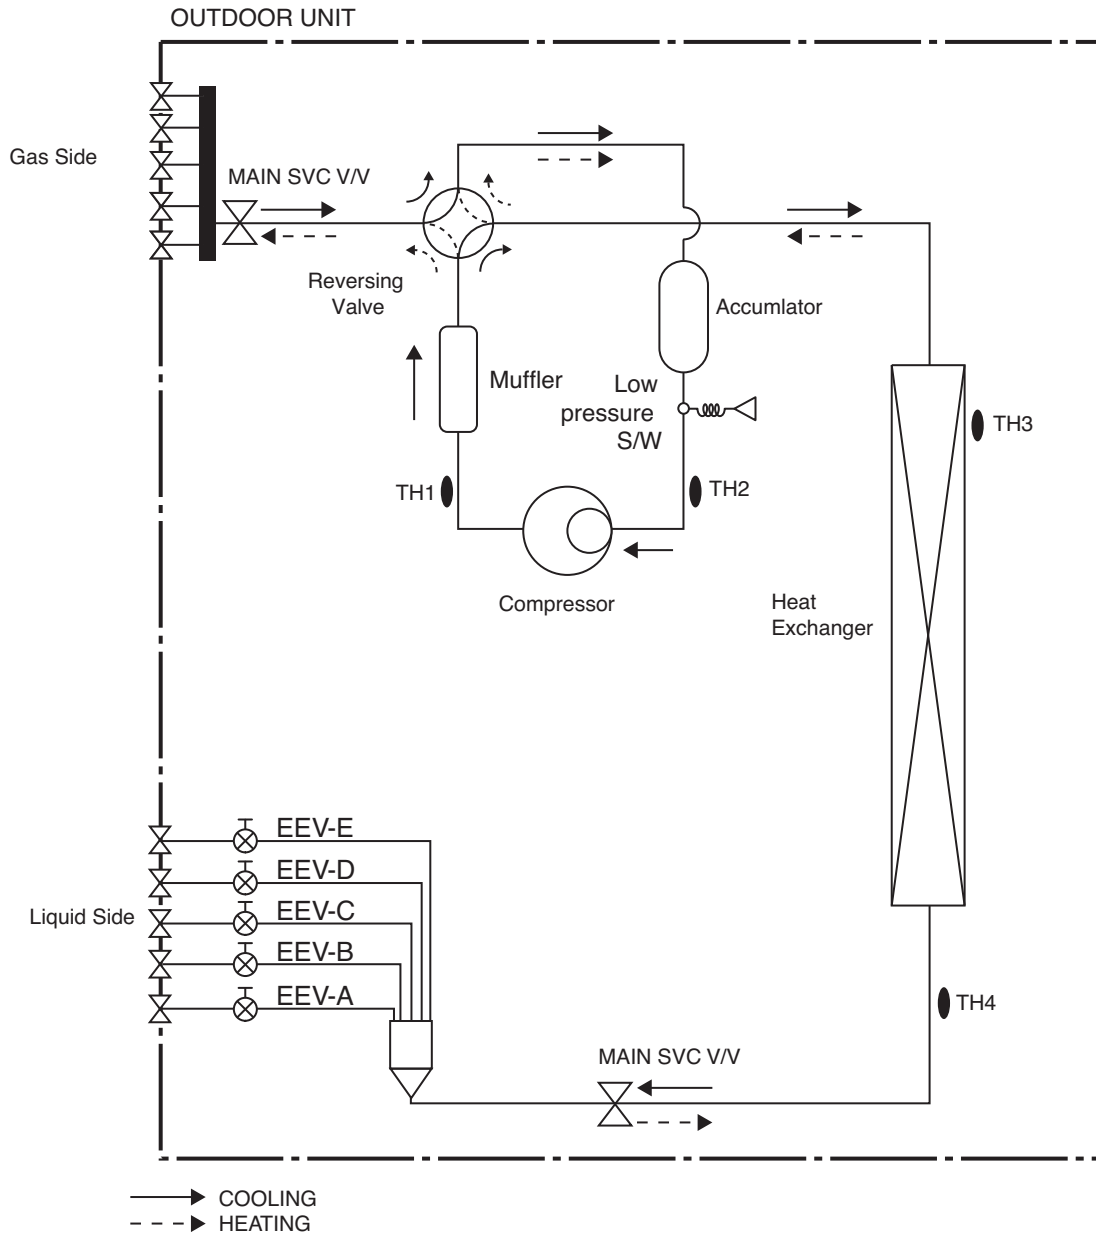 OUTDOOR UNIT
Gas Side
MAIN SVC V/V
Reversing
Valve
Accumlator
Muffler
Low
pressure
S/W
TH3
TH1
TH2
Compressor
Heat
Exchanger
EEV-E
EEV-D
Liquid Side
EEV-C
EEV-B
EEV-A
TH4
MAIN SVC V/V
COOLING
HEATING